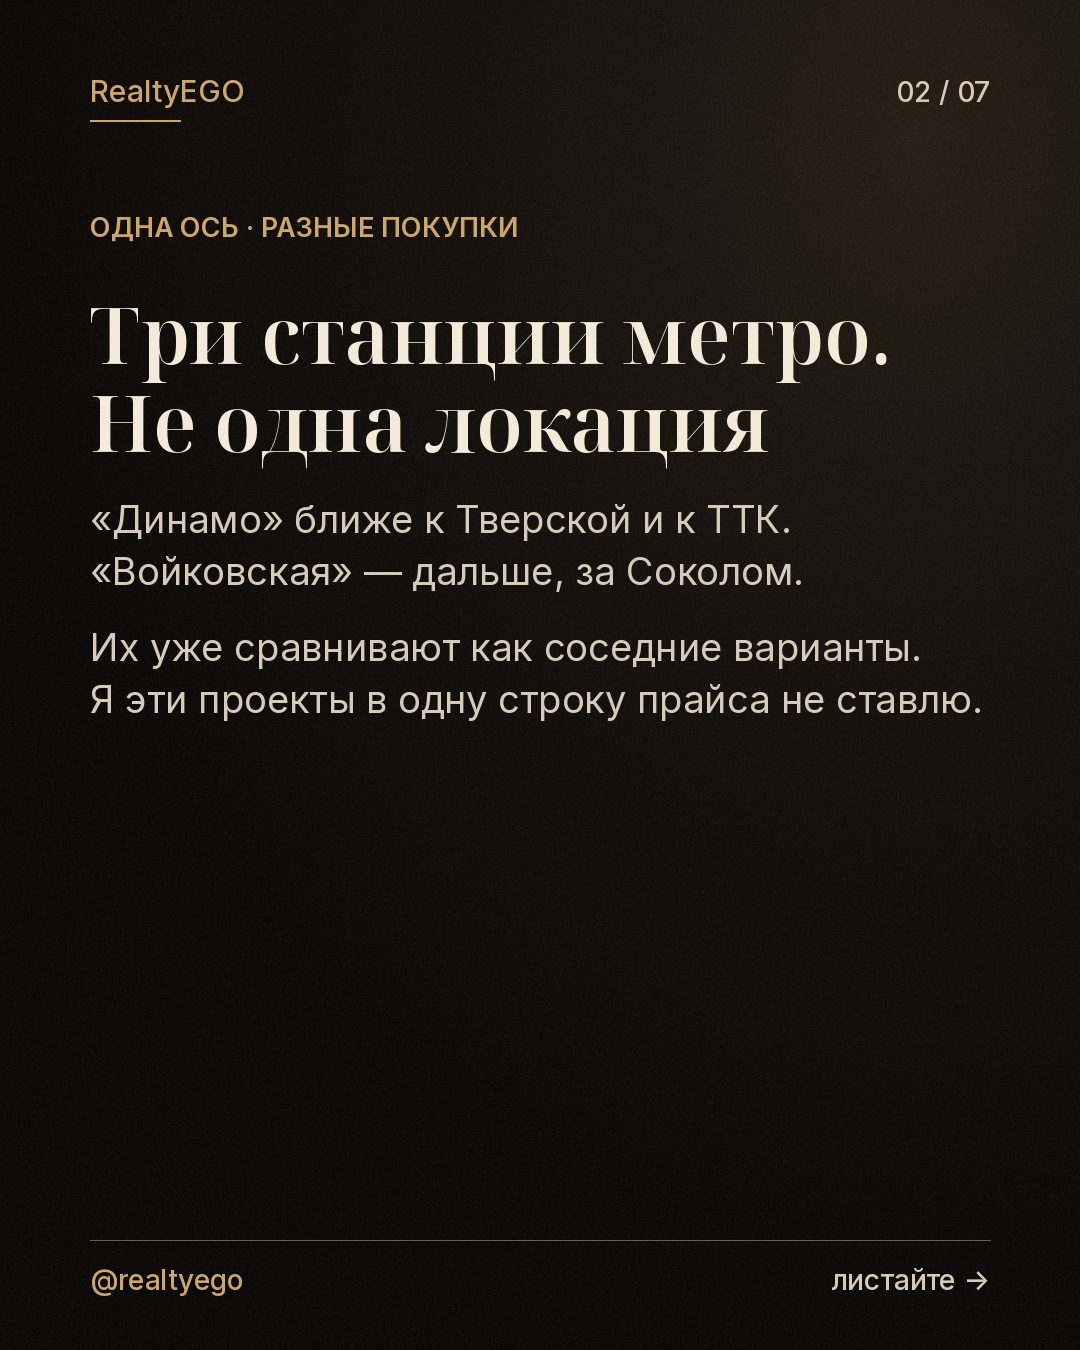 RealtyEGO
02 / 07
ОДНА ОСЬ · РАЗНЫЕ ПОКУПКИ
Три станции метро.
Не одна локация
«Динамо» ближе к Тверской и к ТТК.
«Войковская» — дальше, за Соколом.
Их уже сравнивают как соседние варианты.
Я эти проекты в одну строку прайса не ставлю.
@realtyego
листайте →